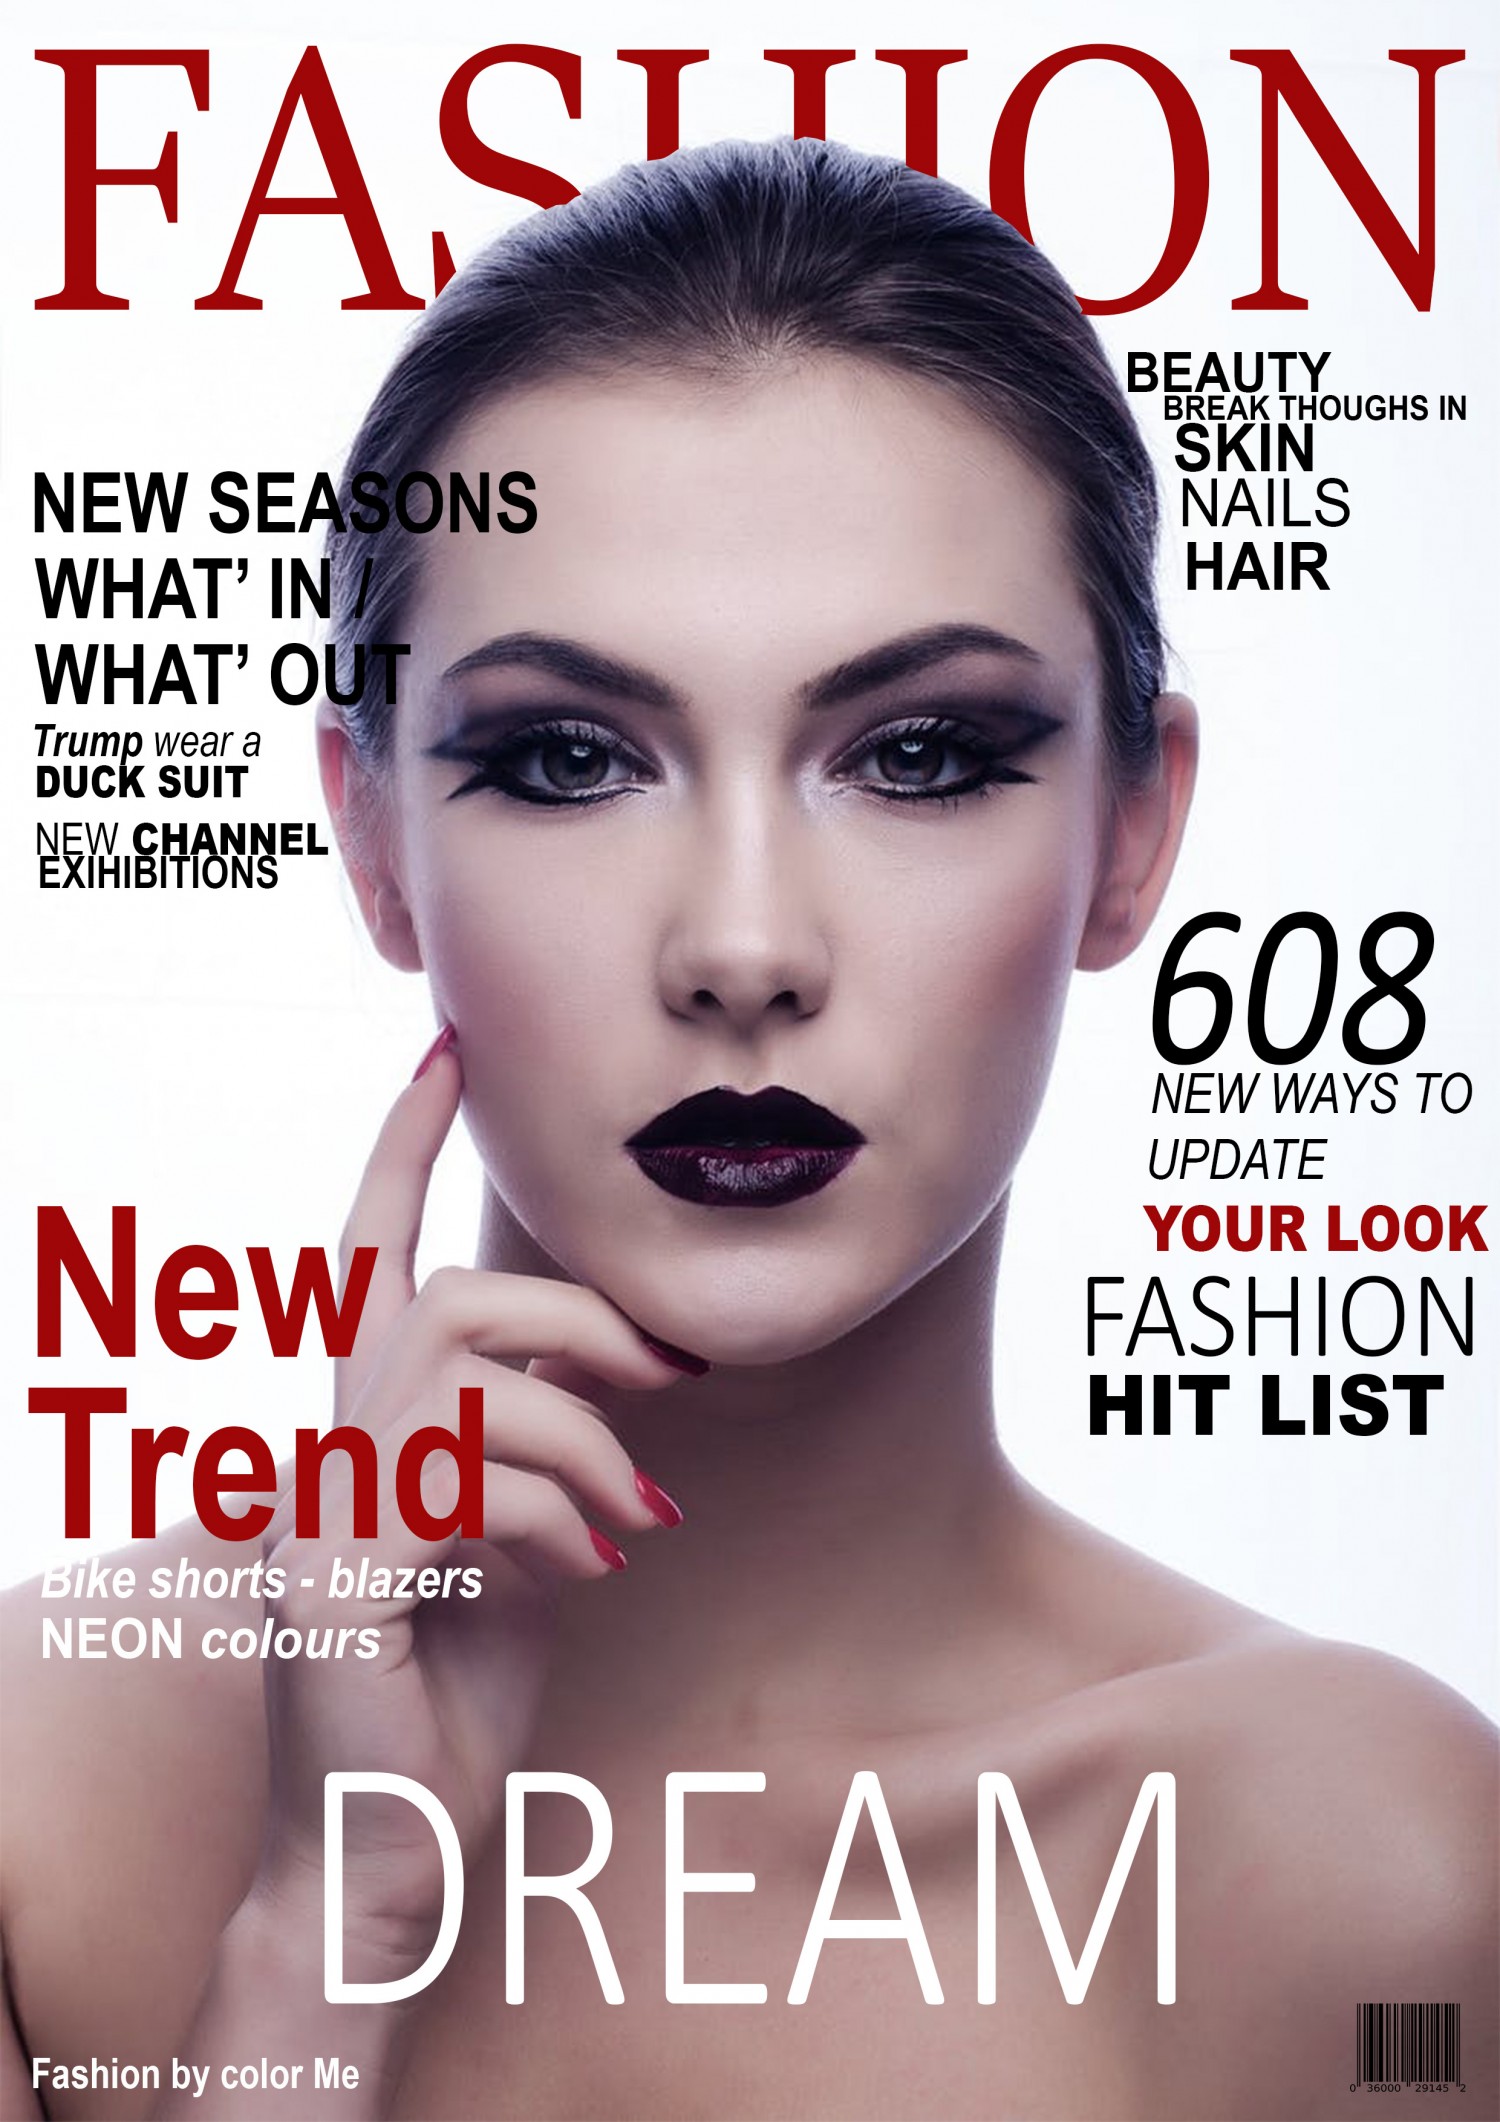 FASHION
BEAUTY
BREAK THOUGHS IN
SKIN
NAILS
HAIR
NEW SEASONS
WHAT’ IN /
WHAT’ OUT
Trump wear a
DUCK SUIT
NEW CHANNEL
EXIHIBITIONS
608
NEW WAYS TO
UPDATE
YOUR LOOK
FASHION
HIT LIST
New
Trend
Bike shorts - blazers
NEON colours
DREAM
Fashion by color Me
0 36000 29145 2